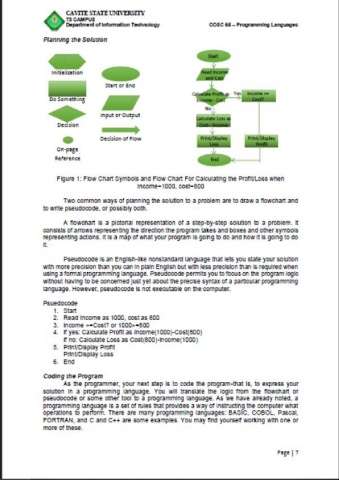 CAVITE STATE UNIVERSITY
T3 CAMPUS
Department of Information Technology COSC 65 – Programming Languages
Planning the Solution
Initialization
Do Something
Decision
On-page
Reference
Start or End
Input or Output
Direction of Flow
Start
Read Income
and Cost
Calculate Profit as
Income - Cost
Yes
Income >=
Cost?
No
Calculate Loss as
Cost - Income
Print/Display
Loss
Print/Display
Profit
End
Figure 1: Flow Chart Symbols and Flow Chart For Calculating the Profit/Loss when
Income=1000, cost=800
Two common ways of planning the solution to a problem are to draw a flowchart and
to write pseudocode, or possibly both.
A flowchart is a pictorial representation of a step-by-step solution to a problem. It
consists of arrows representing the direction the program takes and boxes and other symbols
representing actions. It is a map of what your program is going to do and how it is going to do
it.
Pseudocode is an English-like nonstandard language that lets you state your solution
with more precision than you can in plain English but with less precision than is required when
using a formal programming language. Pseudocode permits you to focus on the program logic
without having to be concerned just yet about the precise syntax of a particular programming
language. However, pseudocode is not executable on the computer.
Psuedocode
1. Start
2. Read Income as 1000, cost as 800
3. Income >=Cost? or 1000>=800
4. If yes: Calculate Profit as Income(1000)-Cost(800)
If no: Calculate Loss as Cost(800)-Income(1000)
5. Print/Display Profit
Print/Display Loss
6. End
Coding the Program
As the programmer, your next step is to code the program-that is, to express your
solution in a programming language. You will translate the logic from the flowchart or
pseudocode or some other tool to a programming language. As we have already noted, a
programming language is a set of rules that provides a way of instructing the computer what
operations to perform. There are many programming languages: BASIC, COBOL, Pascal,
FORTRAN, and C and C++ are some examples. You may find yourself working with one or
more of these.
Page | 7